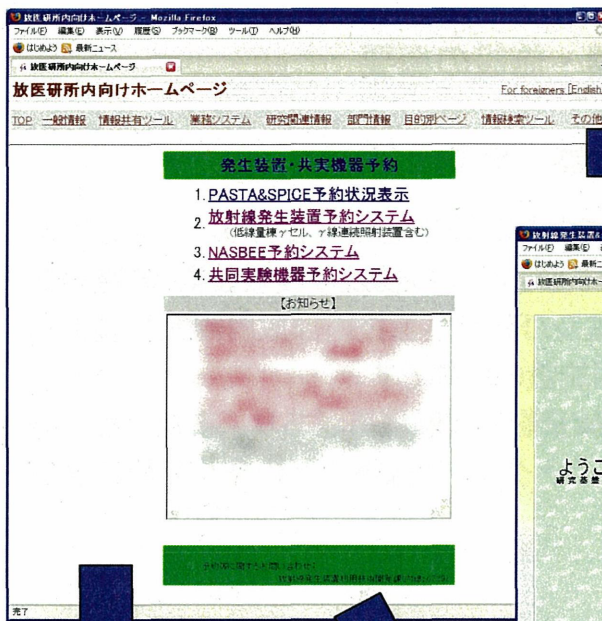 放医研所内向けホームページ - Mozilla Firefox
ファイル(F) 編集(E) 表示(V) 履歴(S) ブックマーク(B) ツール(T) ヘルプ(H)
はじめよう 最新ニュース
放医研所内向けホームページ
放医研所内向けホームページ
For foreigners [English
TOP 一般情報 情報共有ツール 業務システム 研究関連情報 部門情報 目的別ページ 情報検索ツール その他
発生装置・共実機器予約
1. PASTA&SPICE予約状況表示
2. 放射線発生装置予約システム
(低線量棟γセル、γ線連続照射装置含む)
3. NASBEE予約システム
4. 共同実験機器予約システム
【お知らせ】
完了
放射線発生装置&
ファイル(F) 編集(E)
はじめよう 最新ニ
放医研所内向けホー
ようこ
研究基盤